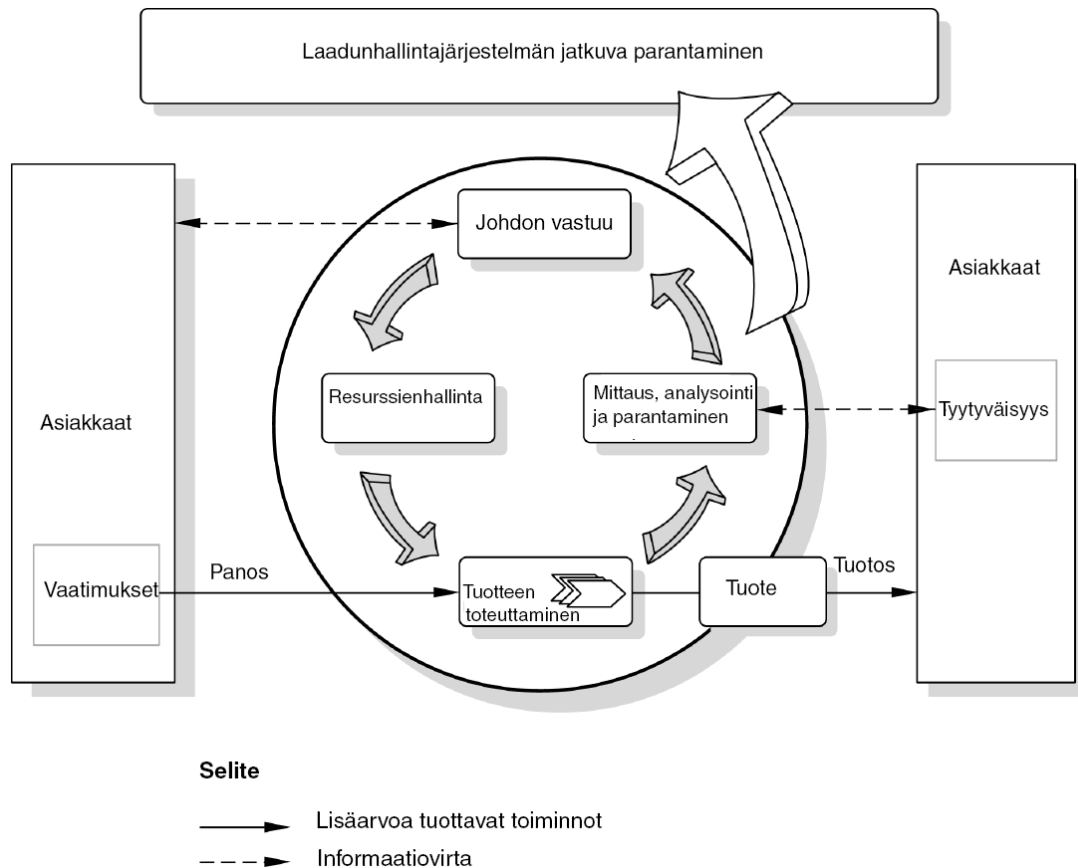 Laadunhallintajärjestelmän jatkuva parantaminen
Johdon vastuu
Asiakkaat
Asiakkaat
Resurssienhallinta
Mittaus, analysointi
ja parantaminen
Tyytyväisyys
Vaatimukset
Panos
Tuotteen
toteuttaminen
Tuote
Tuotos
Selite
Lisäarvoa tuottavat toiminnot
Informaatiovirta